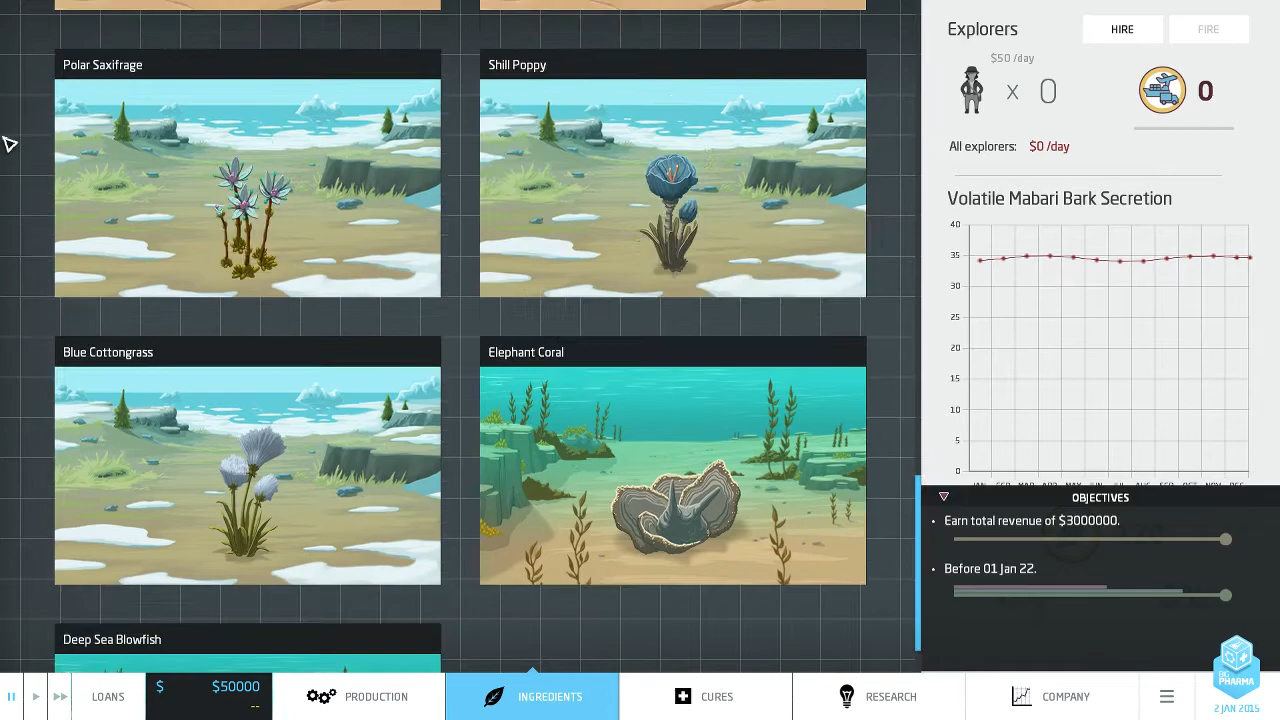 Polar Saxifrage
Shill Poppy
Blue Cottongrass
Elephant Coral
Deep Sea Blowfish
Explorers
HIRE
FIRE
$50 /day
X 0
0
All explorers: $0 /day
Volatile Mabari Bark Secretion
40
35
30
25
20
15
10
5
0
OBJECTIVES
• Earn total revenue of $3000000.
• Before 01 Jan 22.
LOANS
$ $50000
--
PRODUCTION
INGREDIENTS
CURES
RESEARCH
COMPANY
BIG PHARMA
2 JAN 2015